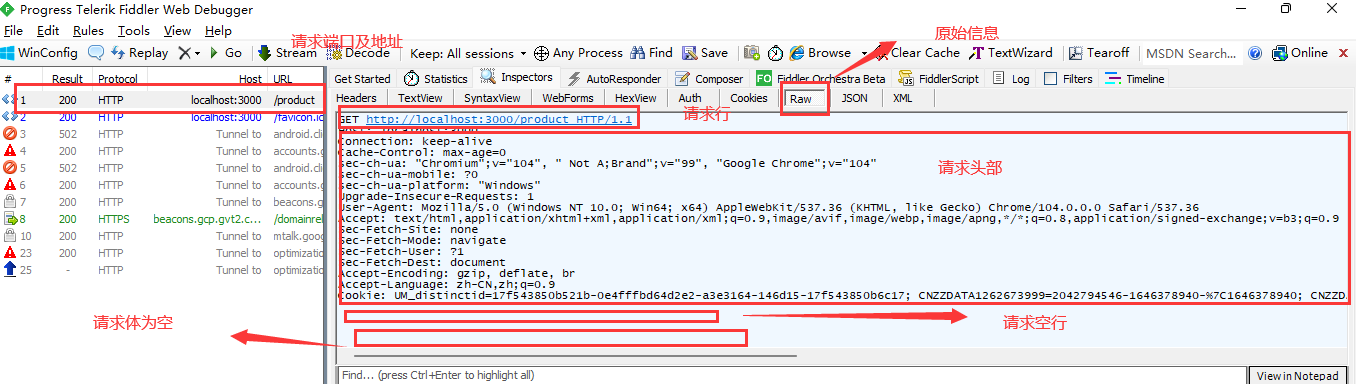 Progress Telerik Fiddler Web Debugger
File Edit Rules Tools View Help
请求端口及地址
原始信息
WinConfig Replay Go Stream Decode Keep: All sessions Any Process Find Save Browse Clear Cache TextWizard Tearoff MSDN Search... Online
# Result Protocol Host URL
Get Started Statistics Inspectors AutoResponder Composer Fiddler Orchestra Beta FiddlerScript Log Filters Timeline
Headers TextView SyntaxView WebForms HexView Auth Cookies Raw JSON XML
1 200 HTTP localhost:3000 /product
2 200 HTTP localhost:3000 /favicon.ic
3 502 HTTP Tunnel to android.cli
4 200 HTTP Tunnel to accounts.g
5 502 HTTP Tunnel to android.cli
6 200 HTTP Tunnel to accounts.g
7 200 HTTP Tunnel to beacons.g
8 200 HTTPS beacons.gcp.gvt2.c... /domainrel
10 200 HTTP Tunnel to mtalk.goog
23 200 HTTP Tunnel to optimizatio
25 - HTTP Tunnel to optimizatio
GET http://localhost:3000/product HTTP/1.1
请求行
Host: localhost:3000
Connection: keep-alive
Cache-Control: max-age=0
sec-ch-ua: "Chromium";v="104", " Not A;Brand";v="99", "Google Chrome";v="104"
请求头部
sec-ch-ua-mobile: ?0
sec-ch-ua-platform: "Windows"
Upgrade-Insecure-Requests: 1
User-Agent: Mozilla/5.0 (Windows NT 10.0; Win64; x64) AppleWebKit/537.36 (KHTML, like Gecko) Chrome/104.0.0.0 Safari/537.36
Accept: text/html,application/xhtml+xml,application/xml;q=0.9,image/avif,image/webp,image/apng,*/*;q=0.8,application/signed-exchange;v=b3;q=0.9
Sec-Fetch-Site: none
Sec-Fetch-Mode: navigate
Sec-Fetch-User: ?1
Sec-Fetch-Dest: document
Accept-Encoding: gzip, deflate, br
Accept-Language: zh-CN,zh;q=0.9
Cookie: UM_distinctid=17f543850b521b-0e4fffbd64d2e2-a3e3164-146d15-17f543850b6c17; CNZZDATA1262673999=2042794546-1646378940-%7C1646378940; CNZZD
请求体为空
请求空行
Find... (press Ctrl+Enter to highlight all)
View in Notepad